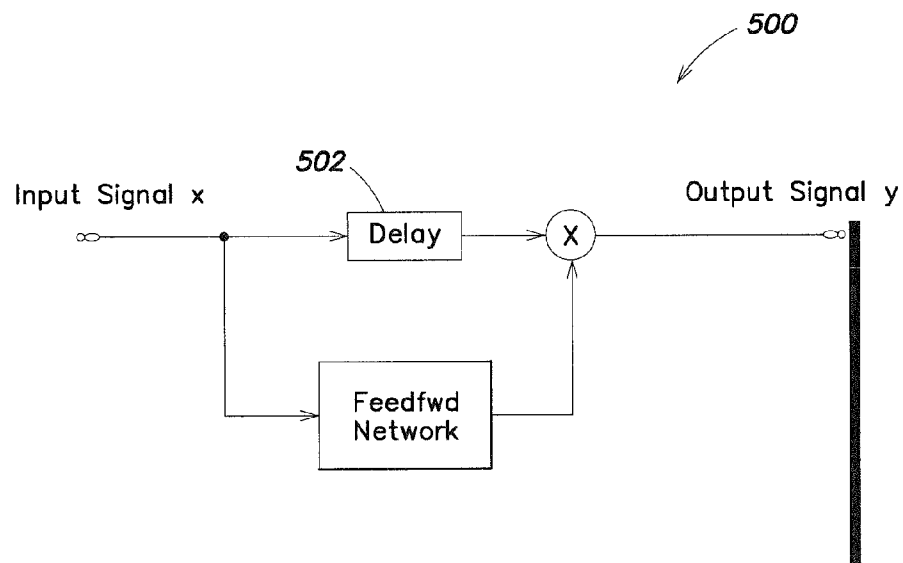 500
502
Input Signal x
Output Signal y
Delay
X
Feedfwd
Network